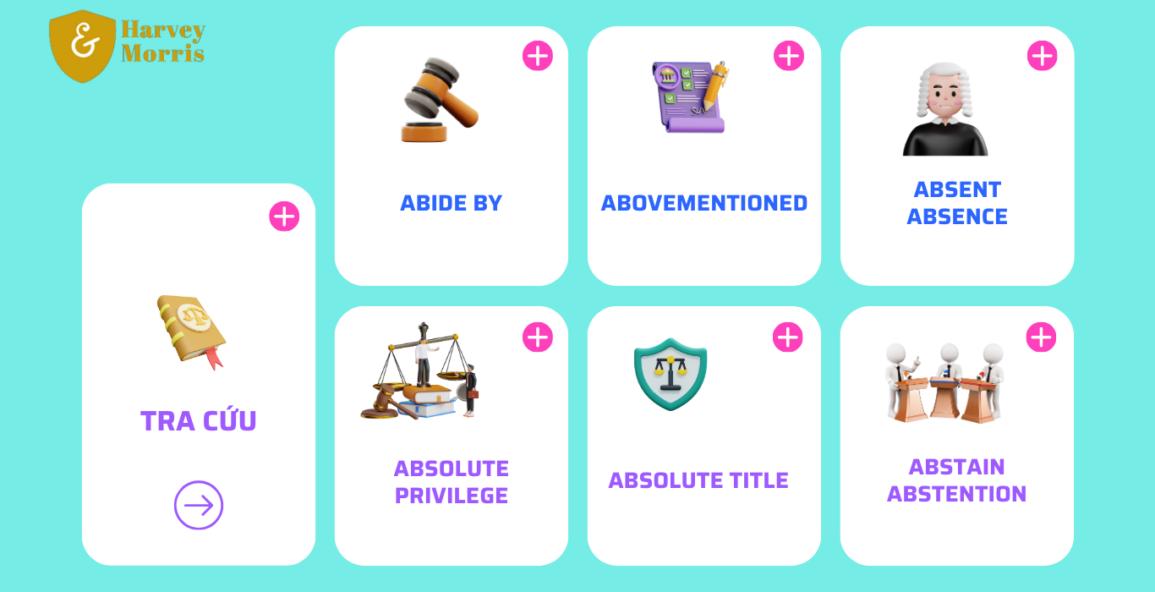 &
Harvey
Morris
TRA CỨU
ABIDE BY
ABOVEMENTIONED
ABSENT
ABSENCE
ABSOLUTE
PRIVILEGE
ABSOLUTE TITLE
ABSTAIN
ABSTENTION